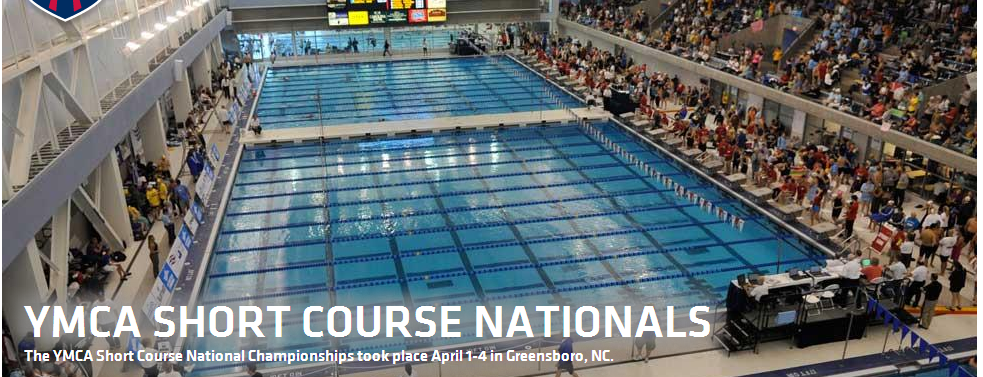 YMCA SHORT COURSE NATIONALS
The YMCA Short Course National Championships took place April 1-4 in Greensboro, NC.